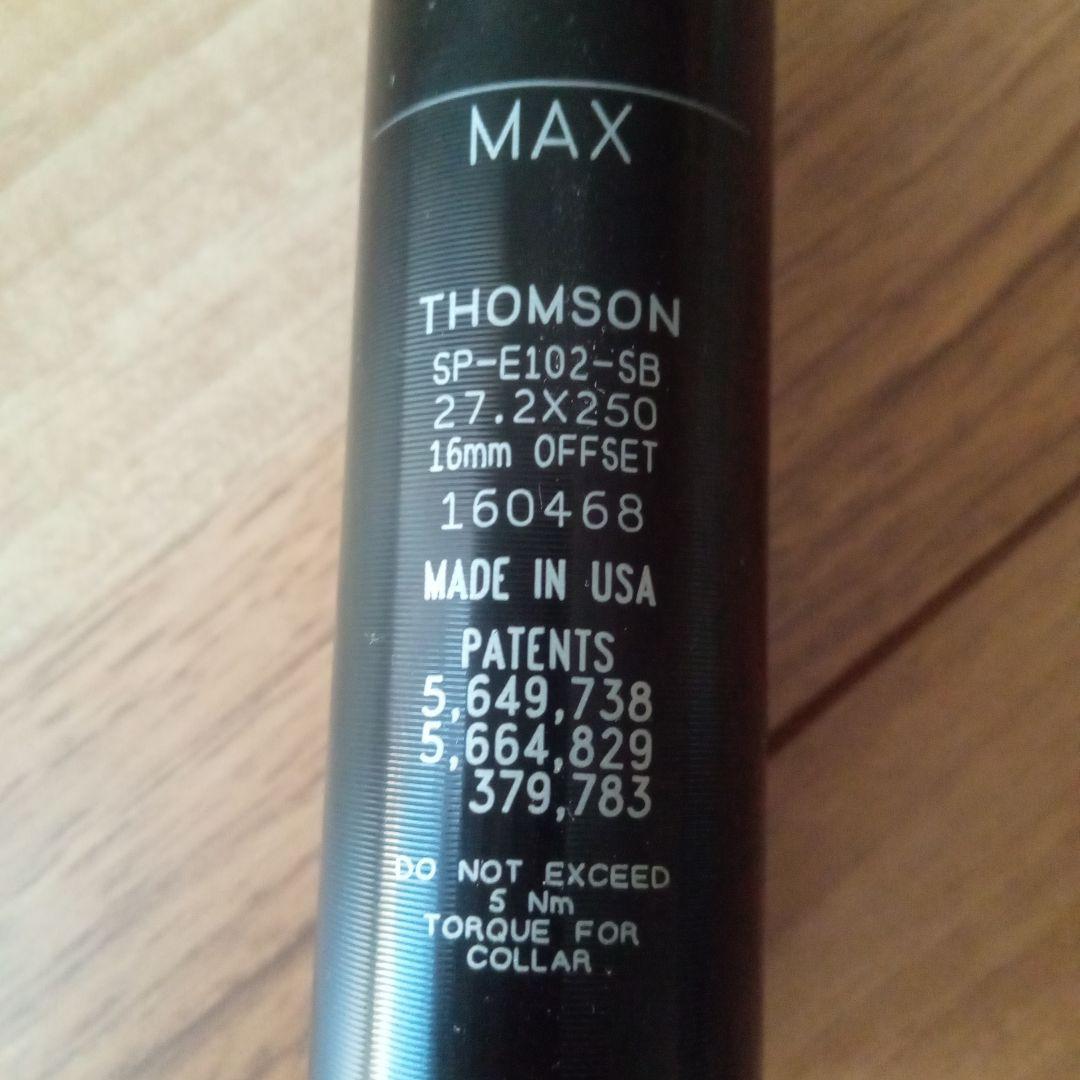 MAX
THOMSON
SP-E102-SB
27.2X250
16mm OFFSET
160468
MADE IN USA
PATENTS
5,649,738
5,664,829
379,783
DO NOT EXCEED
5 Nm
TORQUE FOR
COLLAR